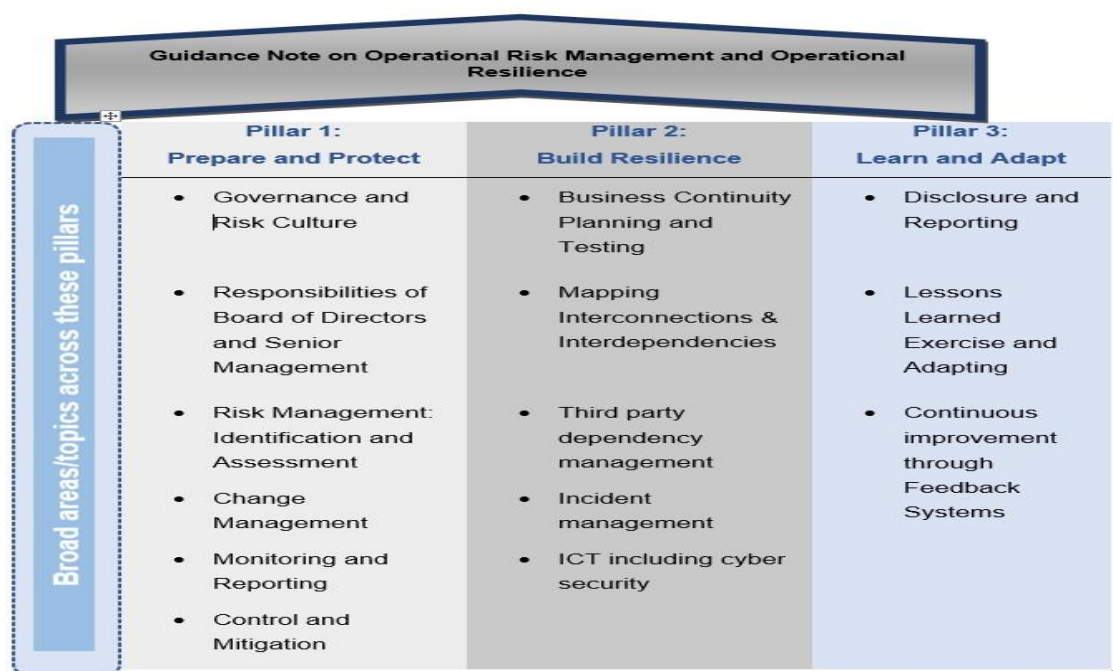 Guidance Note on Operational Risk Management and Operational
Resilience
Broad areas/topics across these pillars
Pillar 1:
Prepare and Protect
• Governance and
Risk Culture
• Responsibilities of
Board of Directors
and Senior
Management
• Risk Management:
Identification and
Assessment
• Change
Management
• Monitoring and
Reporting
• Control and
Mitigation
Pillar 2:
Build Resilience
• Business Continuity
Planning and
Testing
• Mapping
Interconnections &
Interdependencies
• Third party
dependency
management
• Incident
management
• ICT including cyber
security
Pillar 3:
Learn and Adapt
• Disclosure and
Reporting
• Lessons
Learned
Exercise and
Adapting
• Continuous
improvement
through
Feedback
Systems